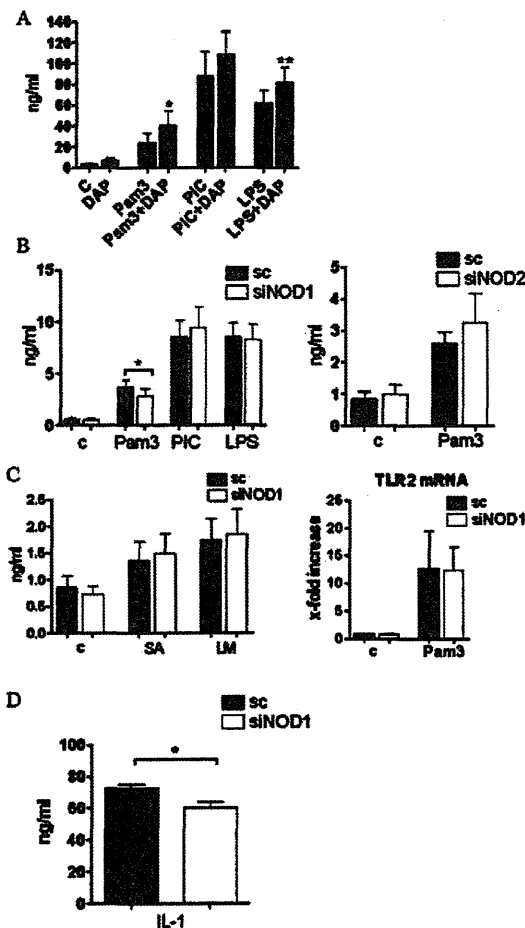 A
140
120
100
80
60
40
20
0
ng/ml
*
**
C
DAP
Pam3
Pam3+DAP
PIC
PIC+DAP
LPS
LPS+DAP
B
sc
siNOD1
15
10
5
0
ng/ml
*
c
Pam3
PIC
LPS
sc
siNOD2
5
4
3
2
1
0
ng/ml
c
Pam3
C
sc
siNOD1
2.5
2.0
1.5
1.0
0.5
0.0
ng/ml
c
SA
LM
TLR2 mRNA
sc
siNOD1
25
20
15
10
5
0
x-fold increase
c
Pam3
D
sc
siNOD1
100
80
60
40
20
0
ng/ml
*
IL-1